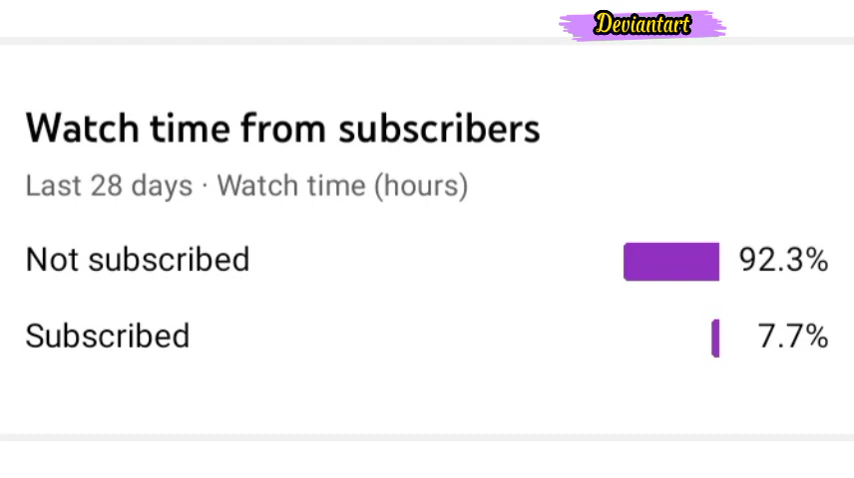 Deviantart
Watch time from subscribers
Last 28 days · Watch time (hours)
Not subscribed 92.3%
Subscribed 7.7%